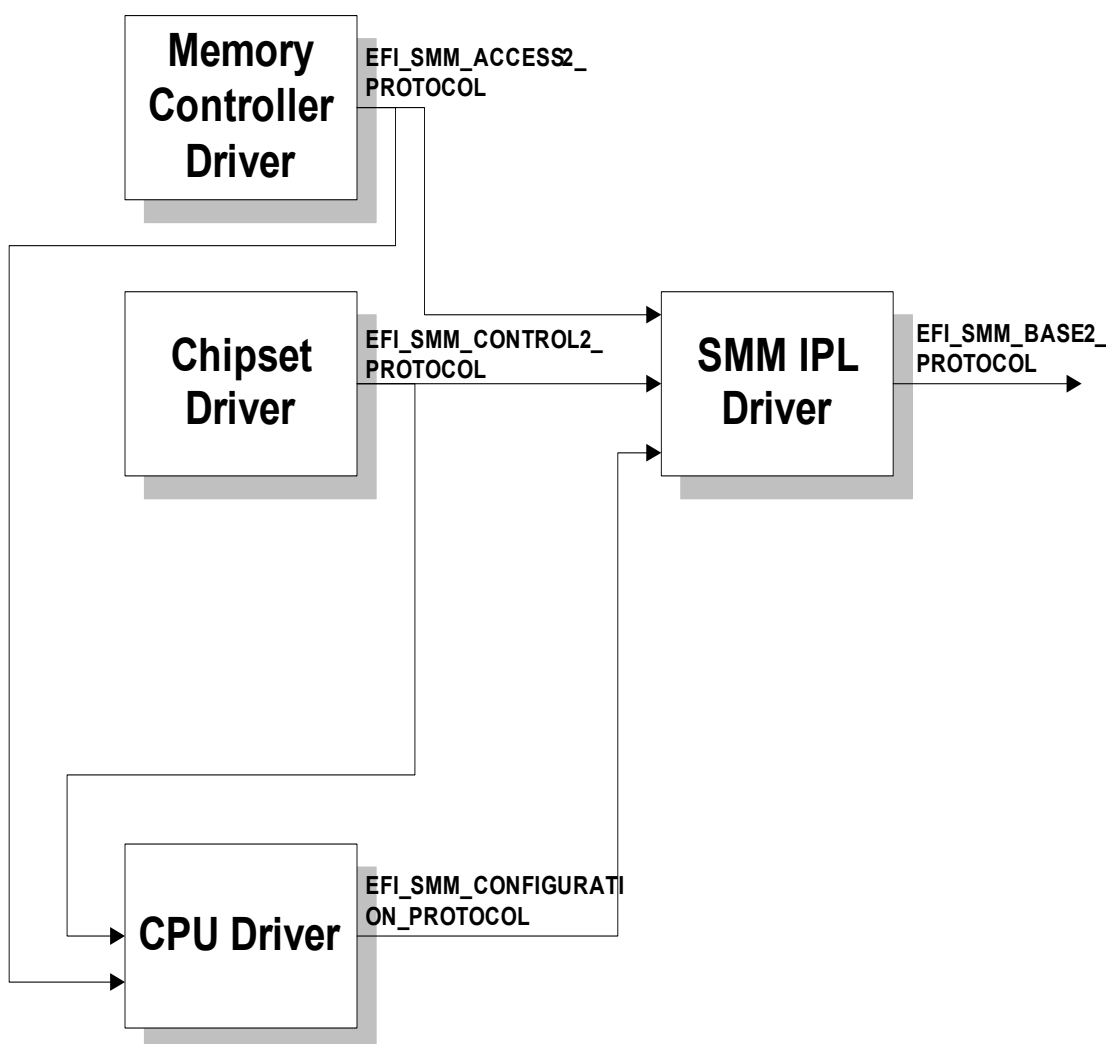 Memory
Controller
Driver
EFI_SMM_ACCESS2_
PROTOCOL
Chipset
Driver
EFI_SMM_CONTROL2_
PROTOCOL
SMM IPL
Driver
EFI_SMM_BASE2_
PROTOCOL
CPU Driver
EFI_SMM_CONFIGURATI
ON_PROTOCOL